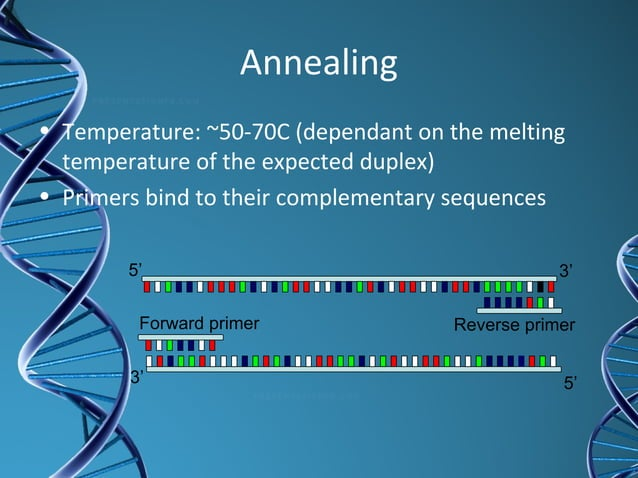 Annealing
• Temperature: ~50-70C (dependant on the melting
temperature of the expected duplex)
• Primers bind to their complementary sequences
5’ 3’
Forward primer Reverse primer
3’ 5’